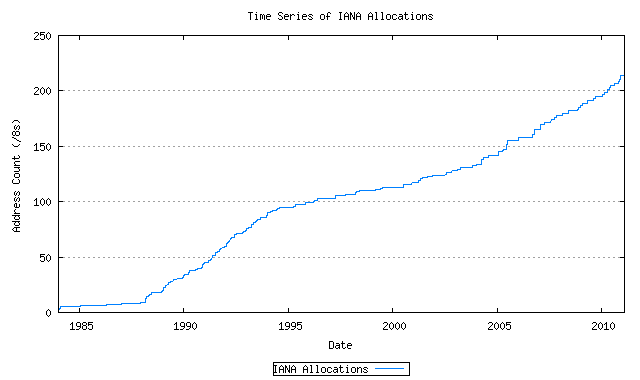 Time Series of IANA Allocations
250
200
150
100
50
0
Address Count (/8s)
1985 1990 1995 2000 2005 2010
Date
IANA Allocations